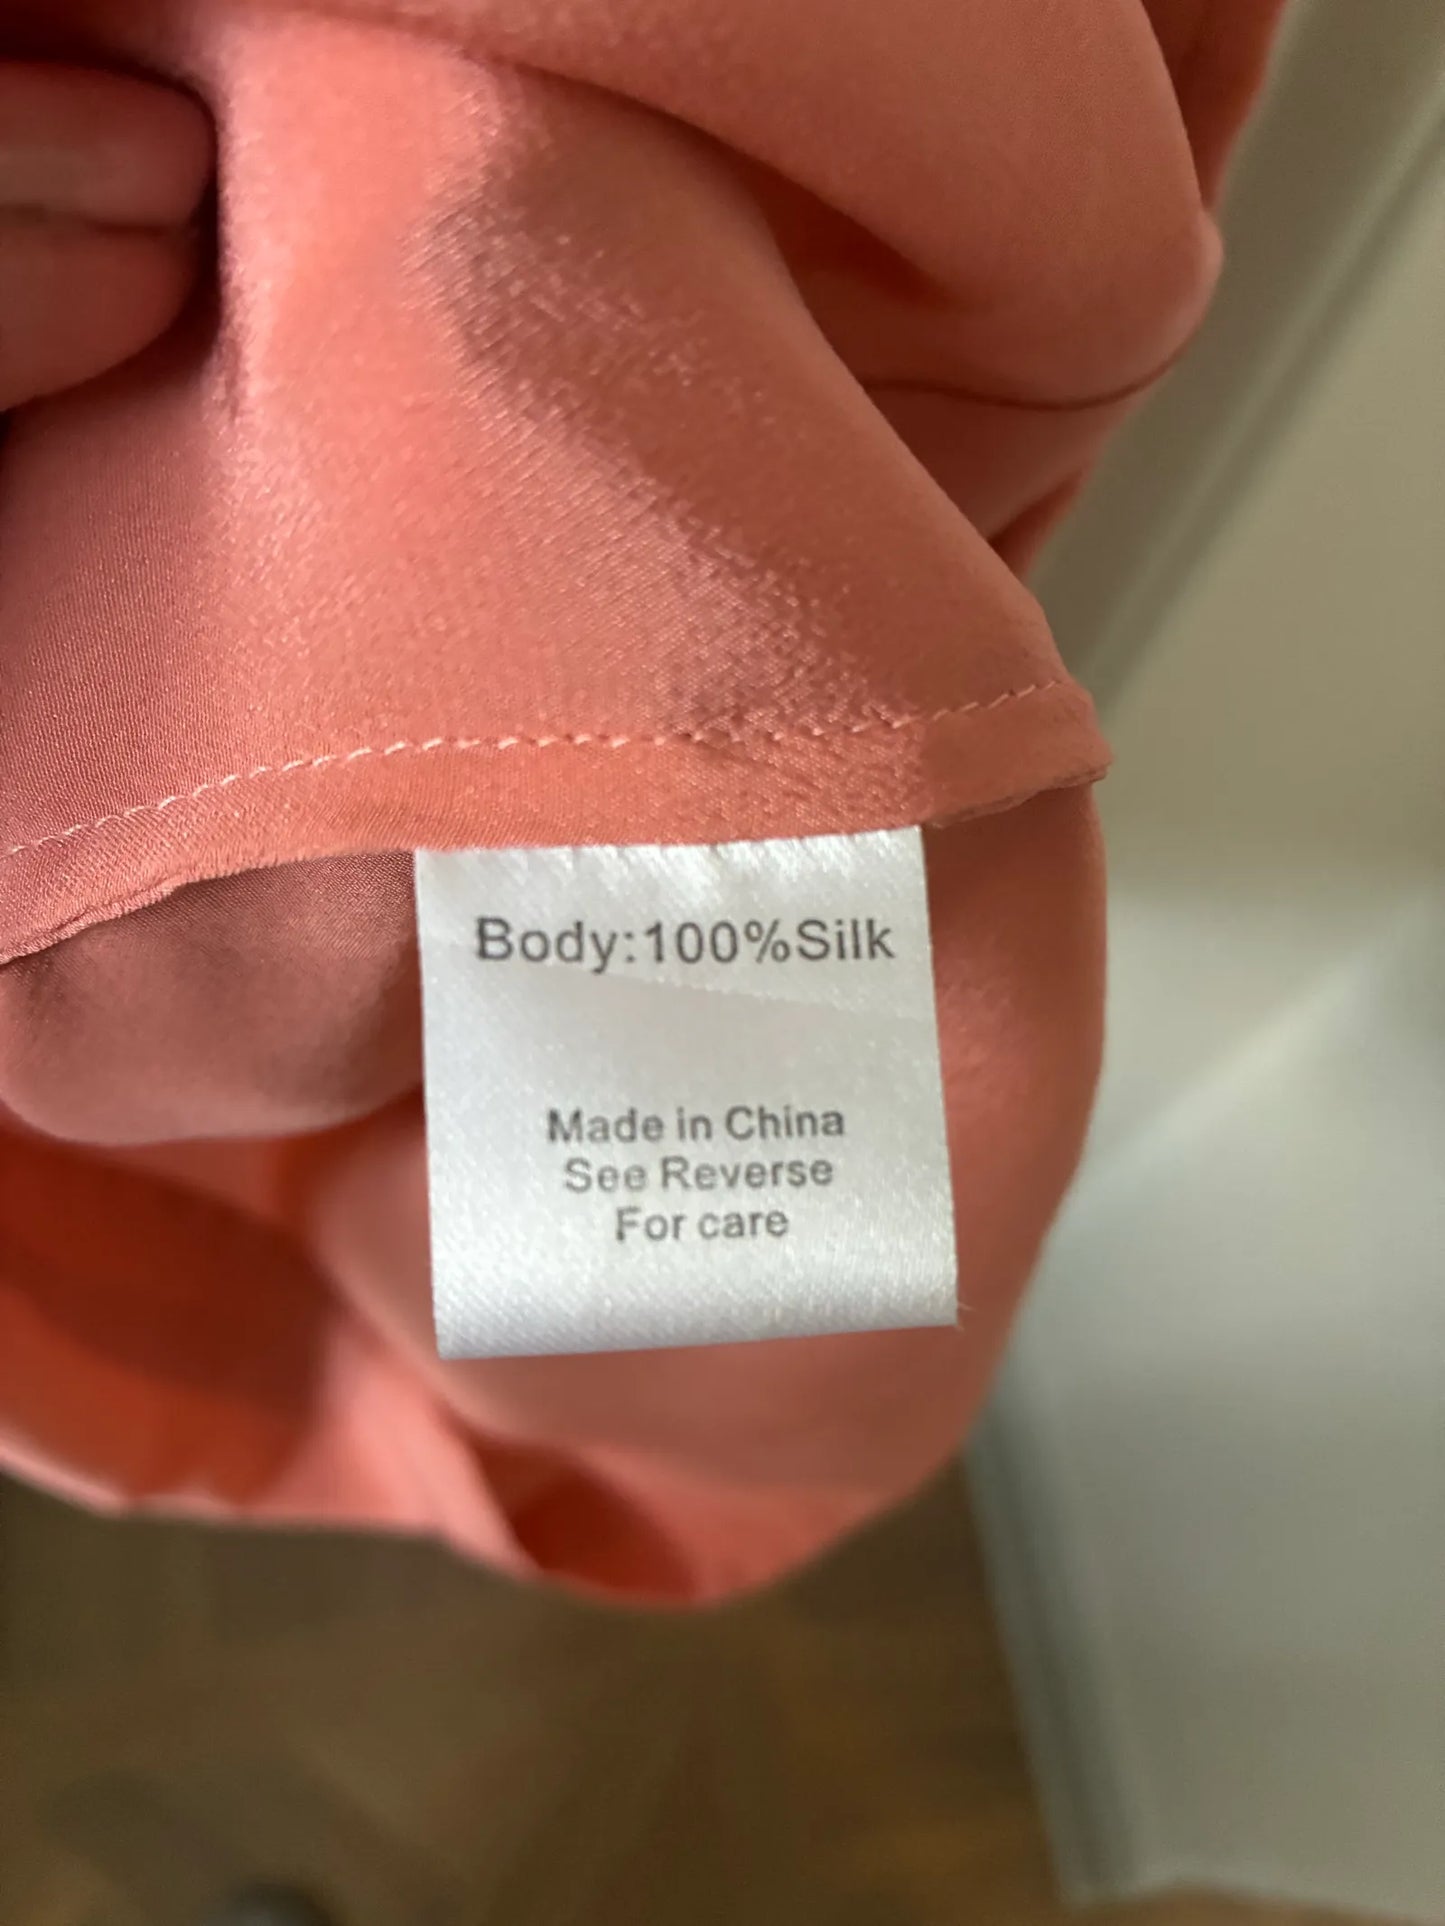 Body:100%Silk
Made in China
See Reverse
For care